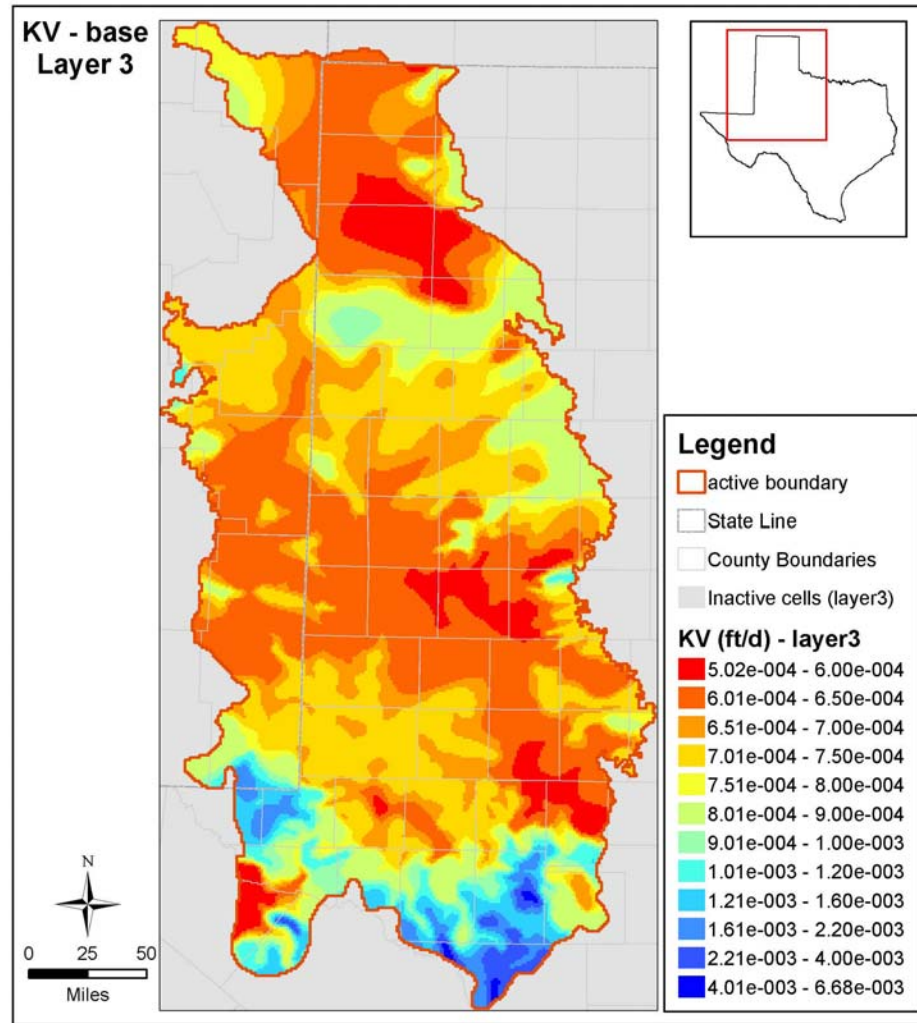 KV - base
Layer 3
Legend
active boundary
State Line
County Boundaries
Inactive cells (layer3)
KV (ft/d) - layer3
5.02e-004 - 6.00e-004
6.01e-004 - 6.50e-004
6.51e-004 - 7.00e-004
7.01e-004 - 7.50e-004
7.51e-004 - 8.00e-004
8.01e-004 - 9.00e-004
9.01e-004 - 1.00e-003
1.01e-003 - 1.20e-003
1.21e-003 - 1.60e-003
1.61e-003 - 2.20e-003
2.21e-003 - 4.00e-003
4.01e-003 - 6.68e-003
N
0 25 50
Miles